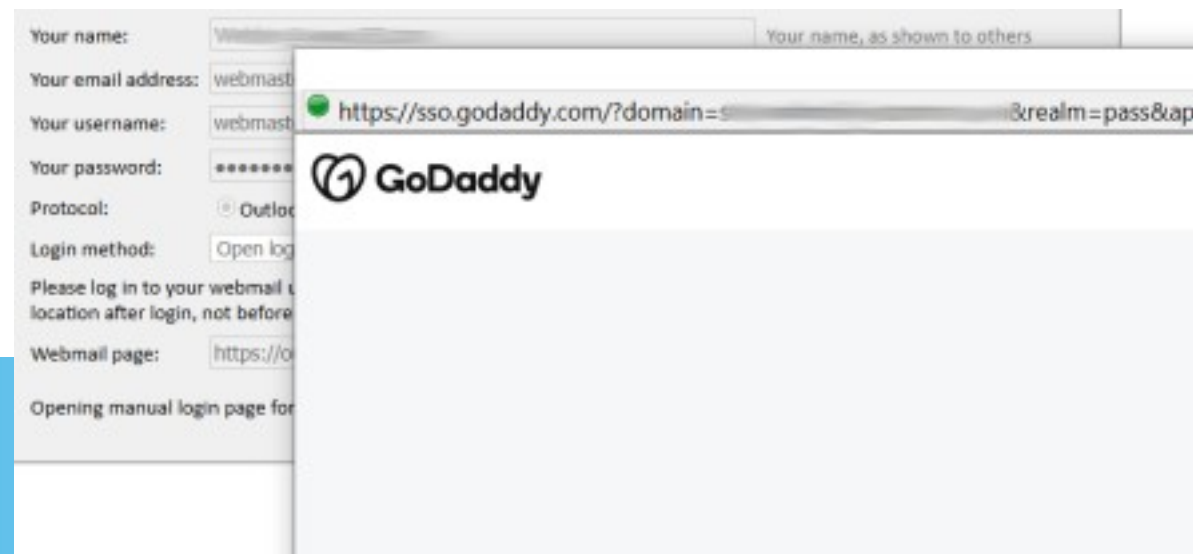 Your name:
Your name, as shown to others
Your email address: webmast
https://sso.godaddy.com/?domain=s
&realm=pass&ap
Your username: webmast
Your password: ●●●●●●●
GoDaddy
Protocol: Outloo
Login method: Open log
Please log in to your webmail u
location after login, not before
Webmail page: https://o
Opening manual login page for